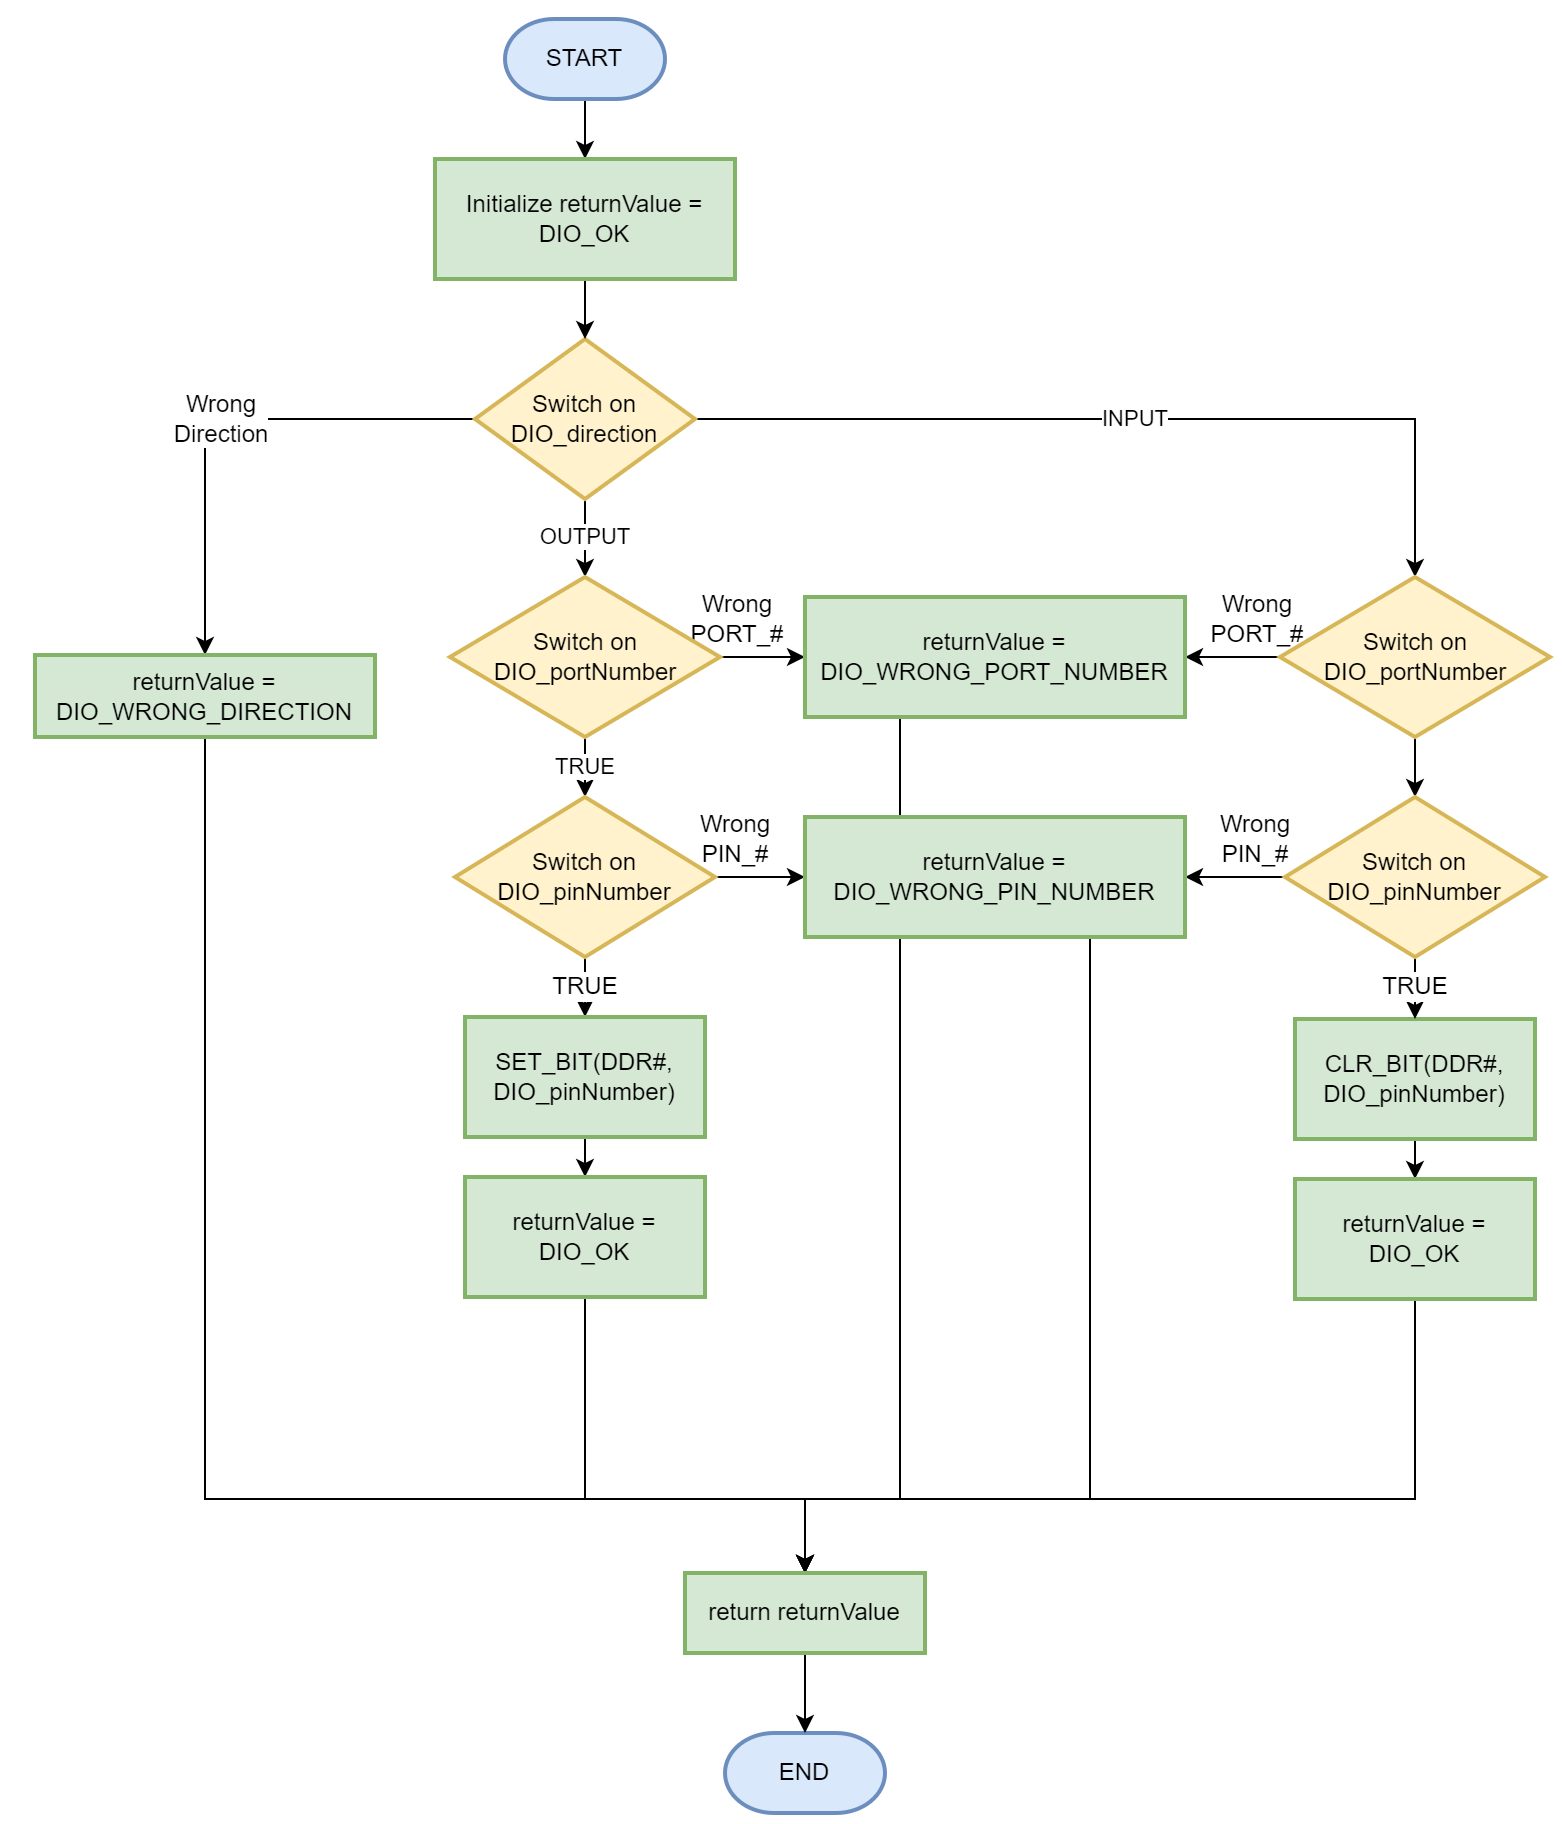 START
Initialize returnValue =
DIO_OK
Switch on
DIO_direction
Wrong
Direction
INPUT
OUTPUT
Switch on
DIO_portNumber
Wrong
PORT_#
returnValue =
DIO_WRONG_PORT_NUMBER
Wrong
PORT_#
Switch on
DIO_portNumber
returnValue =
DIO_WRONG_DIRECTION
TRUE
Switch on
DIO_pinNumber
Wrong
PIN_#
returnValue =
DIO_WRONG_PIN_NUMBER
Wrong
PIN_#
Switch on
DIO_pinNumber
TRUE
TRUE
SET_BIT(DDR#,
DIO_pinNumber)
CLR_BIT(DDR#,
DIO_pinNumber)
returnValue =
DIO_OK
returnValue =
DIO_OK
return returnValue
END